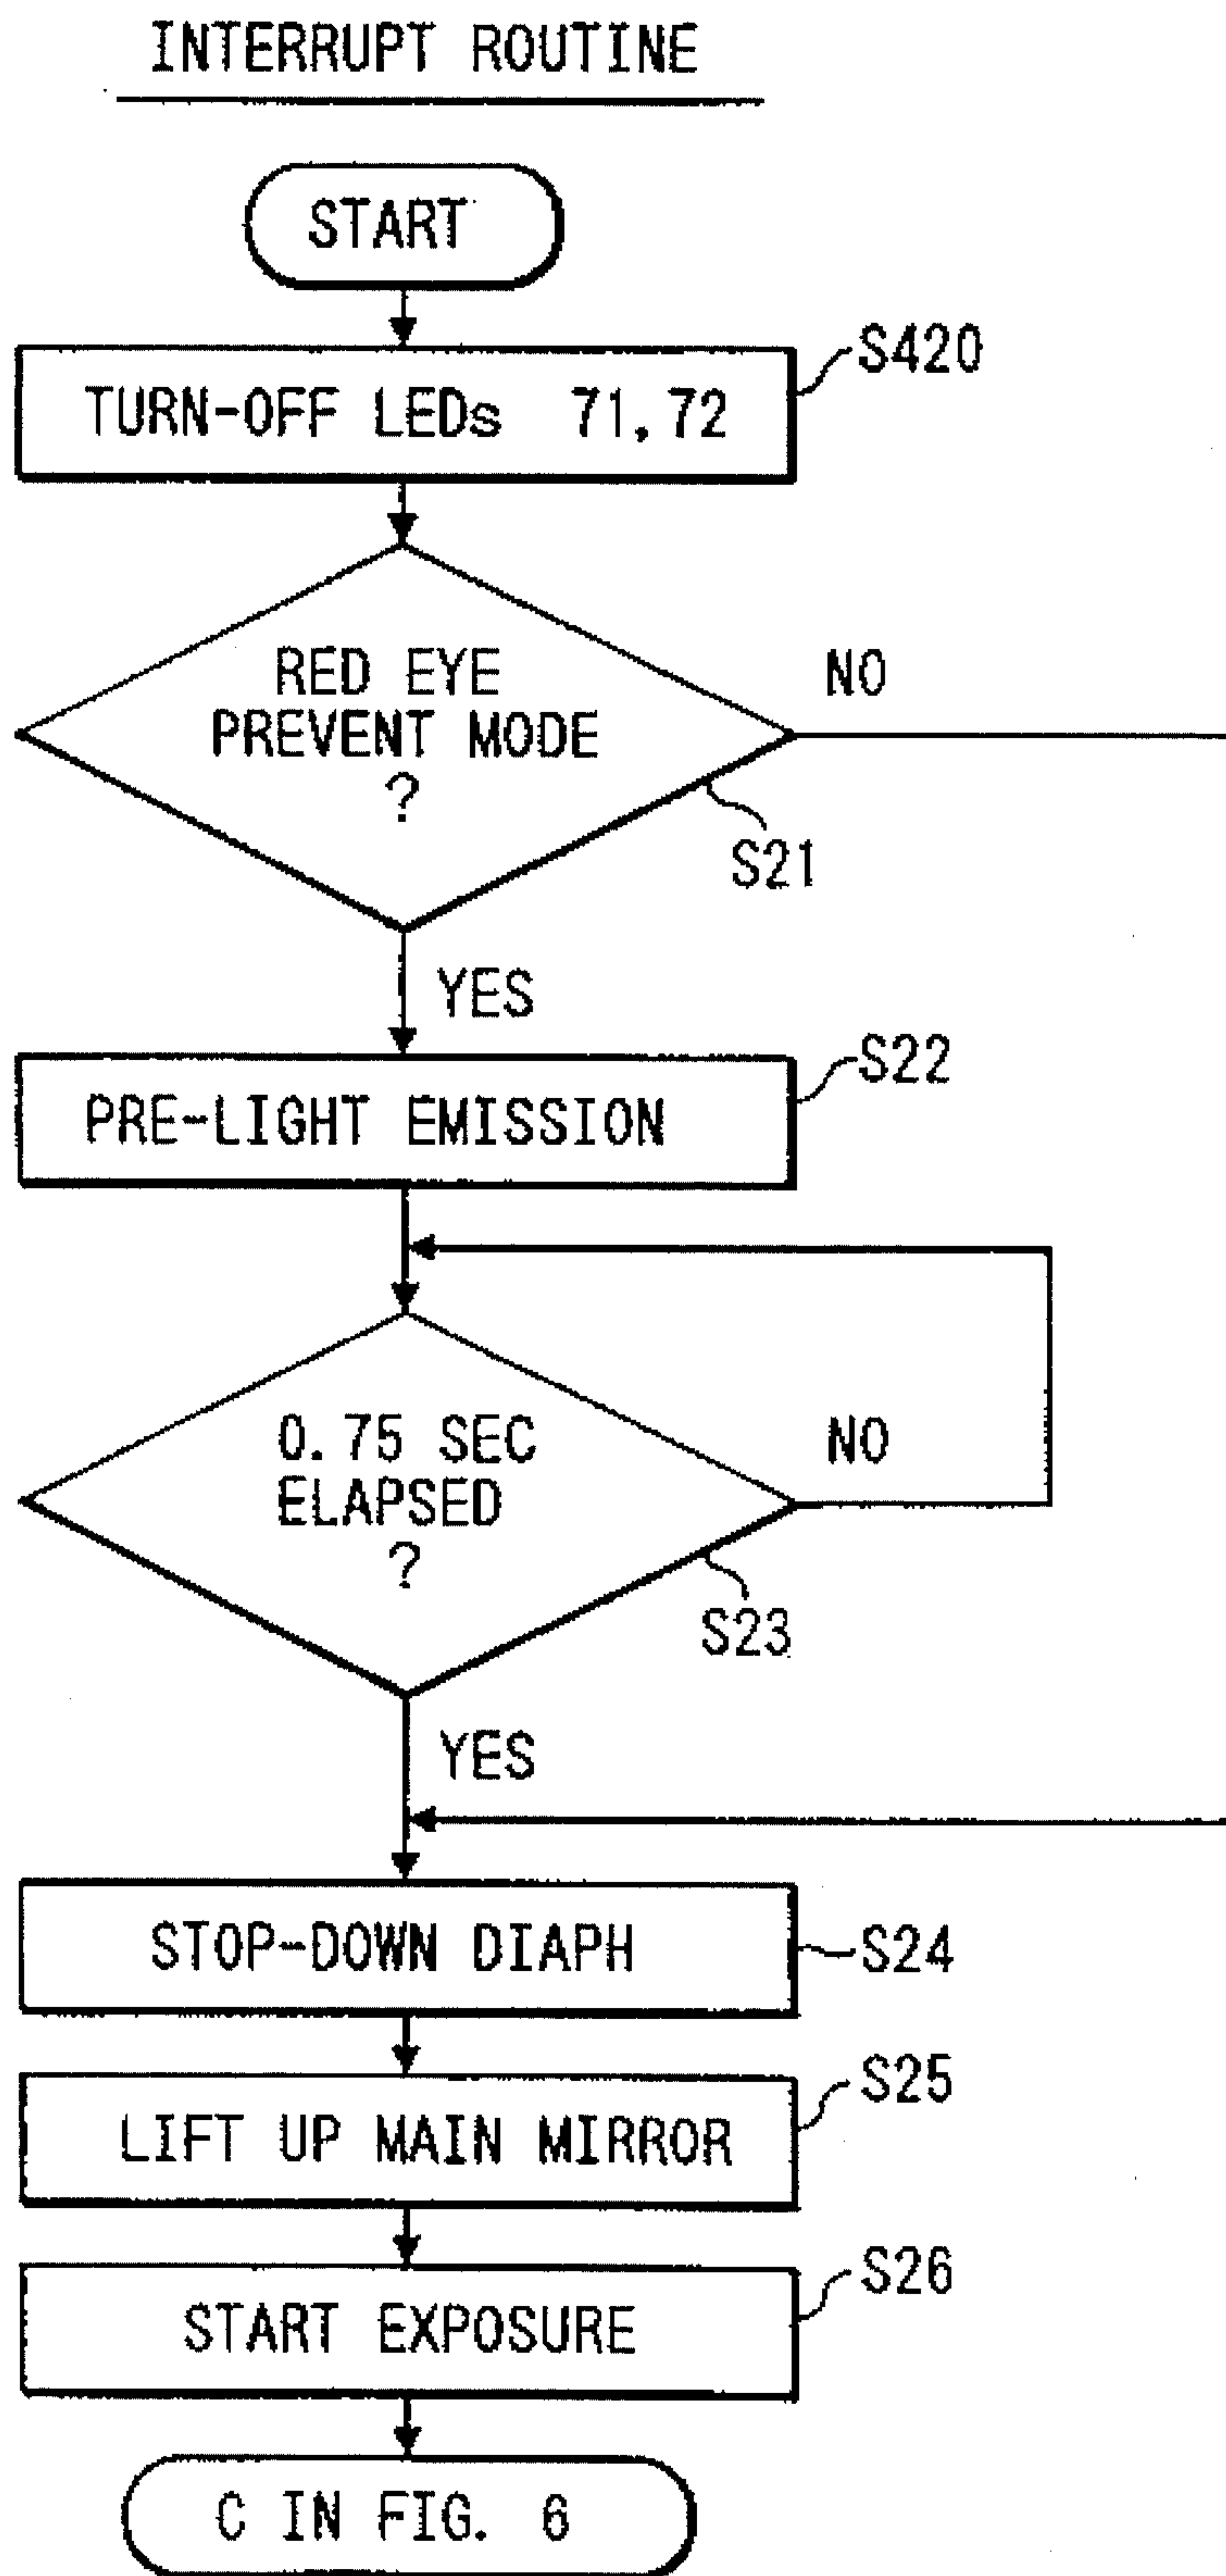 INTERRUPT ROUTINE
START
S420
TURN-OFF LEDs 71,72
RED EYE
PREVENT MODE
?
NO
S21
YES
S22
PRE-LIGHT EMISSION
0.75 SEC
ELAPSED
?
NO
S23
YES
STOP-DOWN DIAPH
S24
S25
LIFT UP MAIN MIRROR
S26
START EXPOSURE
C IN FIG. 6